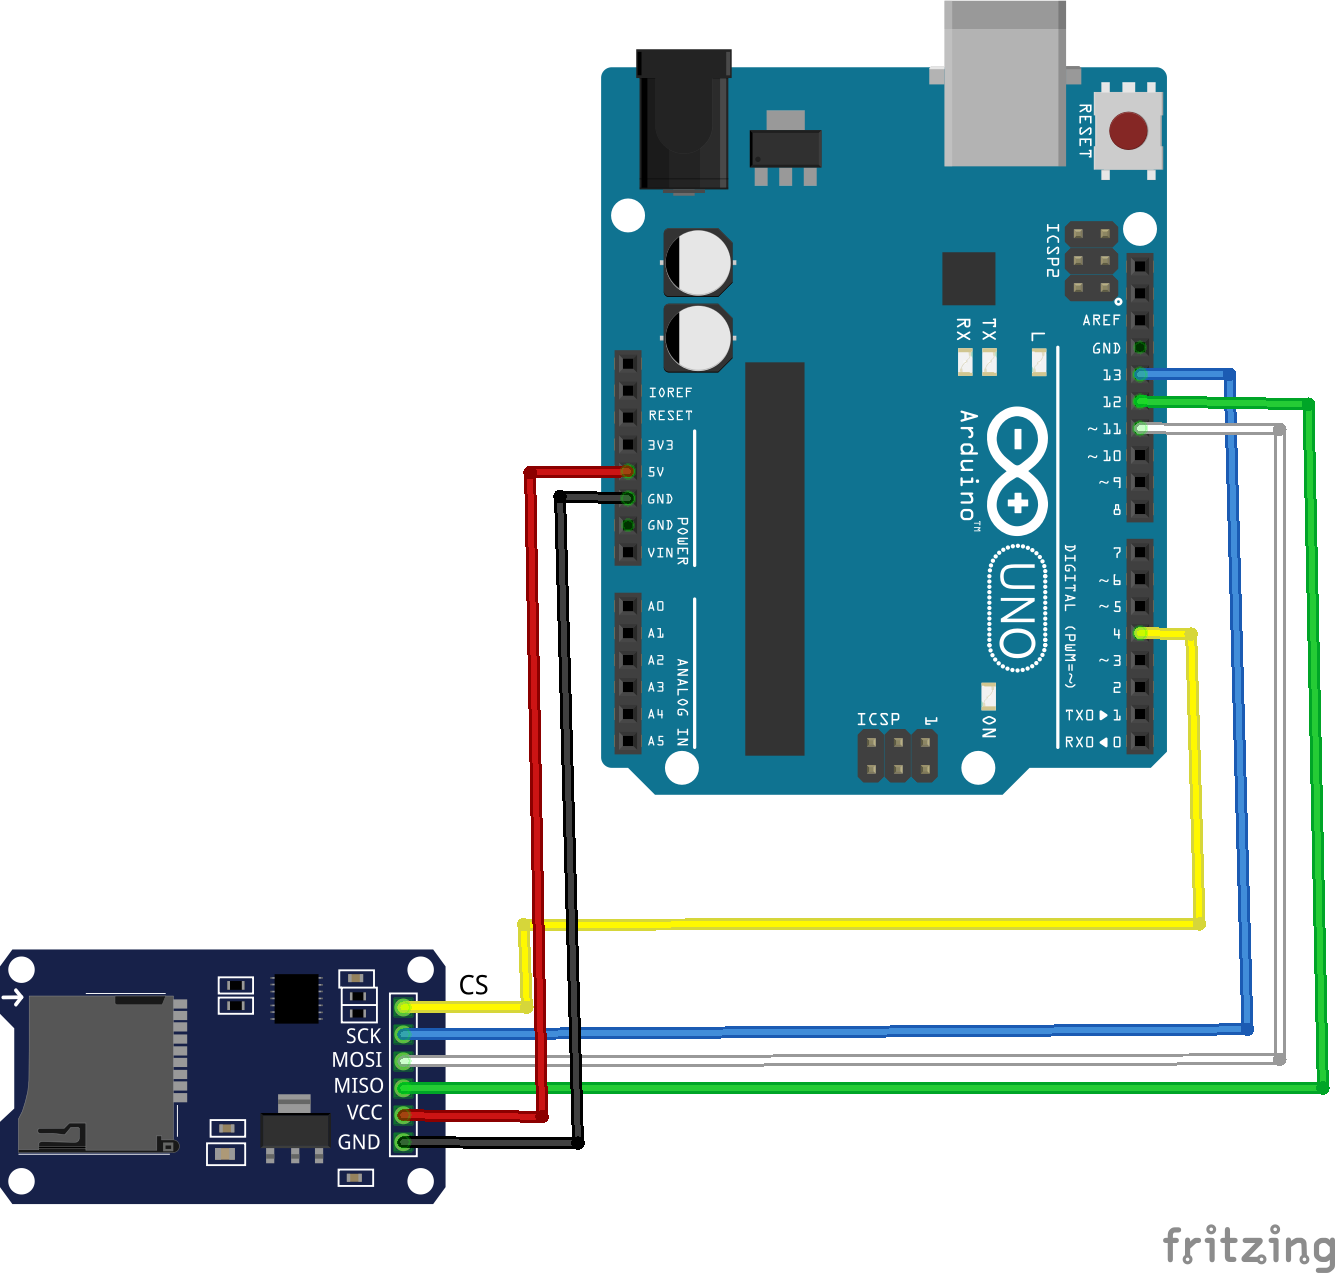 RESET
ICSP2
AREF
GND
13
12
~11
~10
~9
8
RX
TX
L
IOREF
RESET
3V3
5V
GND
GND
VIN
POWER
Arduino™
UNO
7
~6
~5
4
~3
2
TX0▶1
RX0◀0
DIGITAL (PWM=~)
A0
A1
A2
A3
A4
A5
ANALOG IN
ICSP
1
ON
CS
SCK
MOSI
MISO
VCC
GND
fritzing